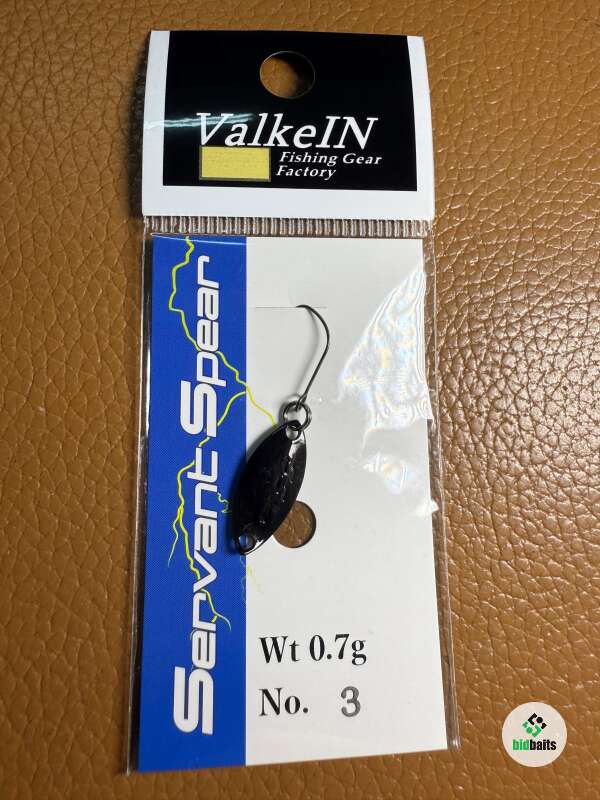 ValkeIN
Fishing Gear
Factory
Servant Spear
Wt 0.7g
No. 3
bidbaits